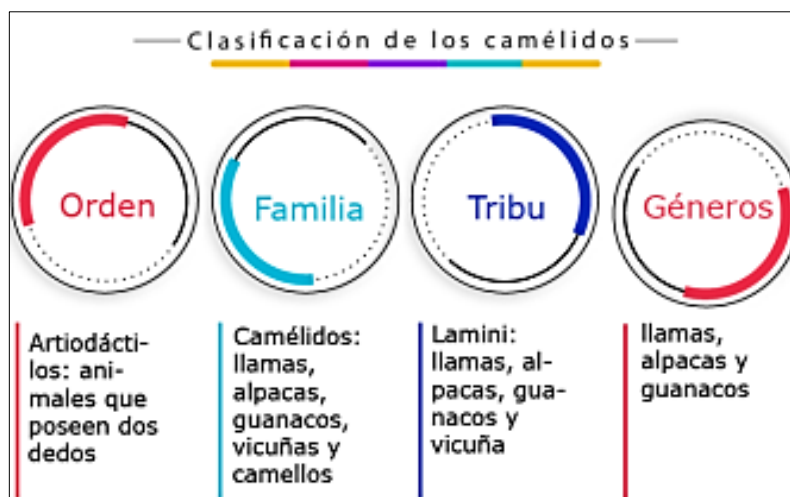 Clasificación de los camélidos
Orden
Familia
Tribu
Géneros
Artiodácti-
los: ani-
males que
poseen dos
dedos
Camélidos:
llamas,
alpacas,
guanacos,
vicuñas y
camellos
Lamini:
llamas, al-
pacas, gua-
nacos y
vicuña
llamas,
alpacas y
guanacos